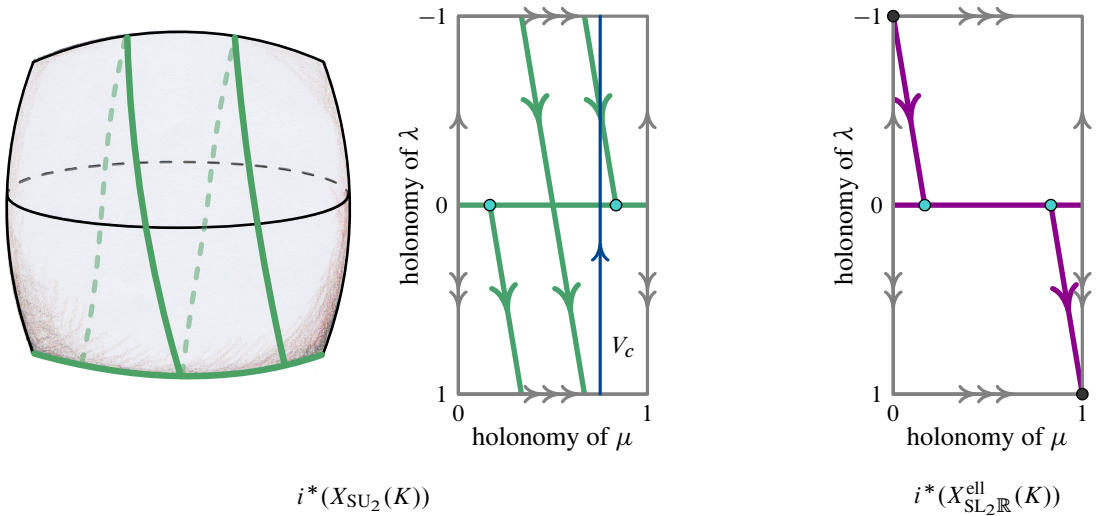 −1
0
1
holonomy of λ
0
1
holonomy of μ
V_c
−1
0
1
holonomy of λ
0
1
holonomy of μ
i*(X_{SU_2}(K))
i*(X^{ell}_{SL_2ℝ}(K))